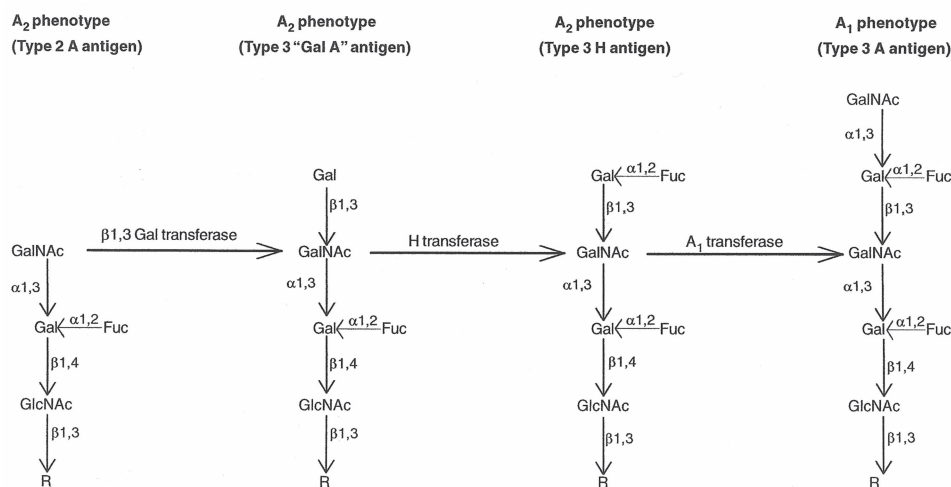 A₂ phenotype
(Type 2 A antigen)
A₂ phenotype
(Type 3 “Gal A” antigen)
A₂ phenotype
(Type 3 H antigen)
A₁ phenotype
(Type 3 A antigen)
GalNAc
α1,3
Gal
Gal
α1,2
Fuc
Gal
α1,2
Fuc
β1,3
β1,3
β1,3
GalNAc
β1,3 Gal transferase
GalNAc
H transferase
GalNAc
A₁ transferase
GalNAc
α1,3
α1,3
α1,3
α1,3
Gal
α1,2
Fuc
Gal
α1,2
Fuc
Gal
α1,2
Fuc
Gal
α1,2
Fuc
β1,4
β1,4
β1,4
β1,4
GlcNAc
GlcNAc
GlcNAc
GlcNAc
β1,3
β1,3
β1,3
β1,3
R
R
R
R